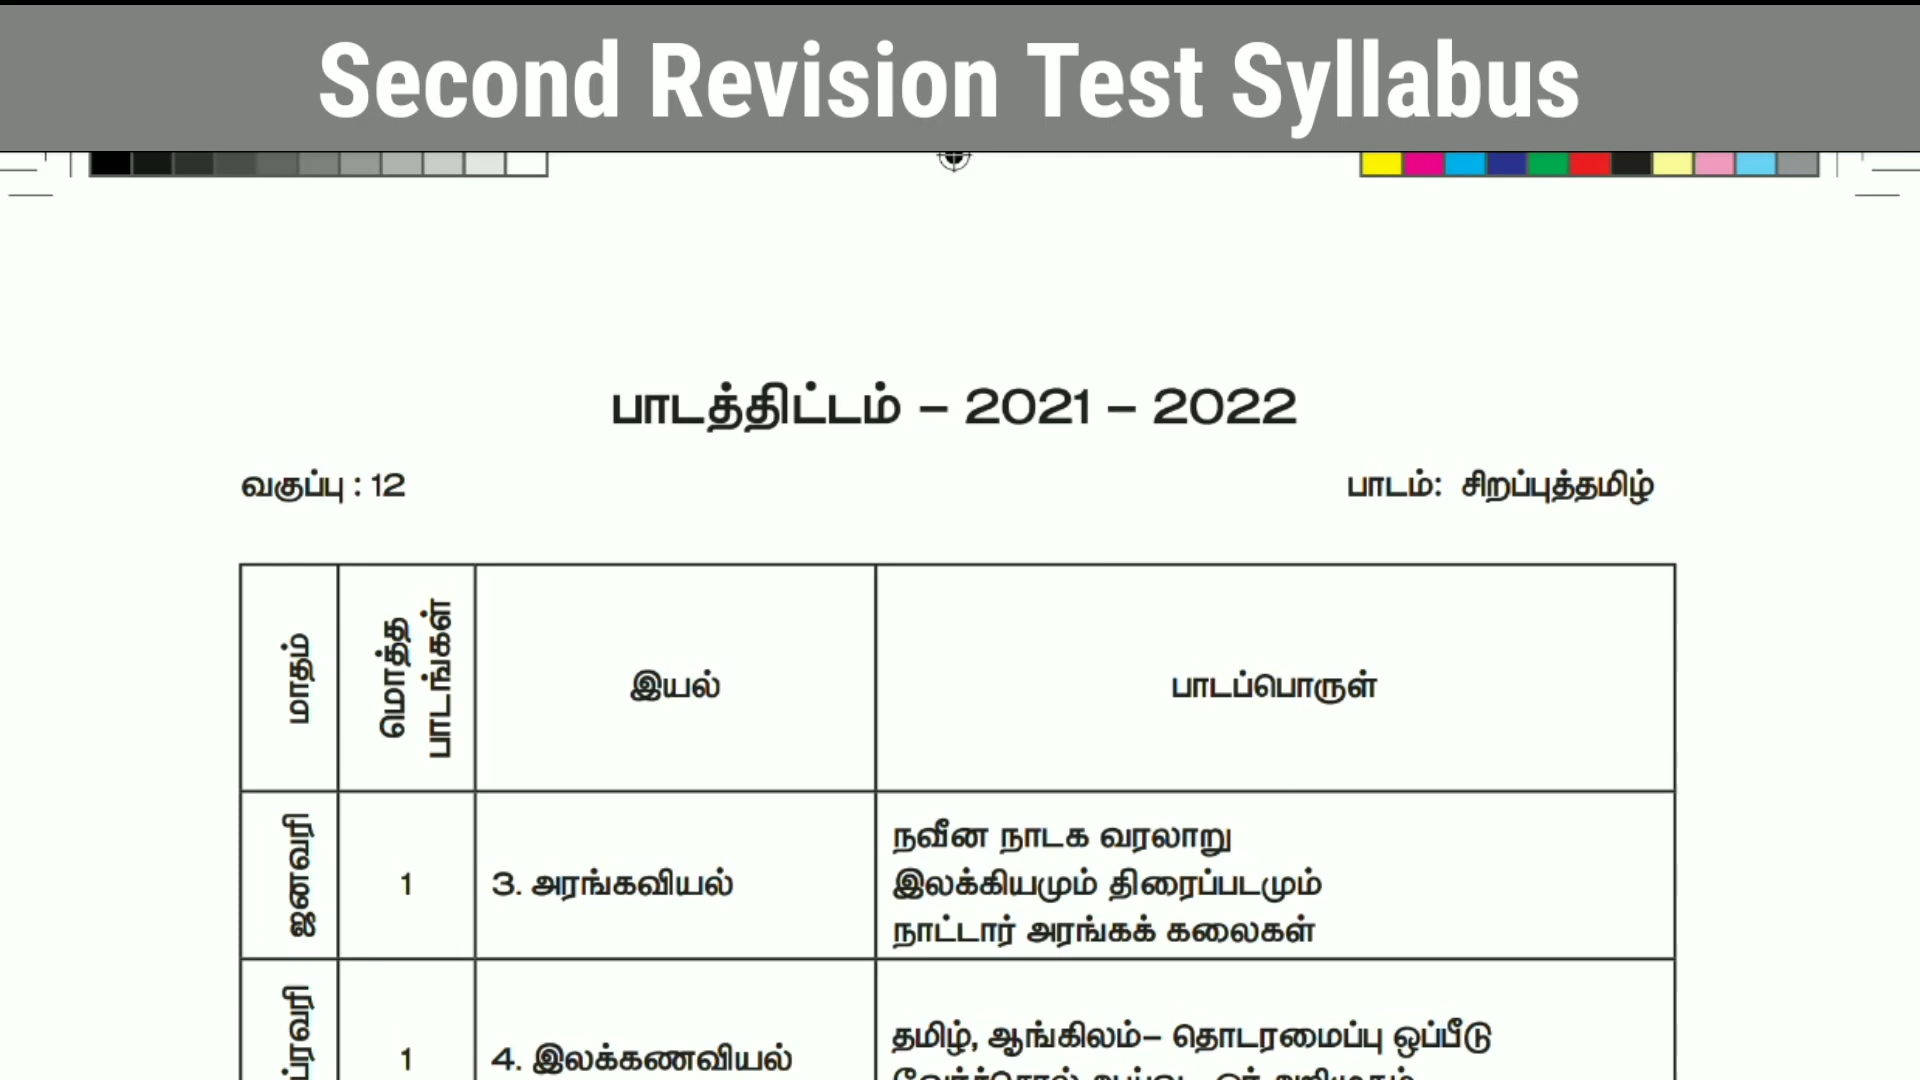 Second Revision Test Syllabus
பாடத்திட்டம் – 2021 – 2022
வகுப்பு : 12
பாடம்: சிறப்புத்தமிழ்
மாதம்
மொத்த
பாடங்கள்
இயல்
பாடப்பொருள்
ஜனவரி
1
3. அரங்கவியல்
நவீன நாடக வரலாறு
இலக்கியமும் திரைப்படமும்
நாட்டார் அரங்கக் கலைகள்
1
4. இலக்கணவியல்
தமிழ், ஆங்கிலம்– தொடரமைப்பு ஒப்பீடு